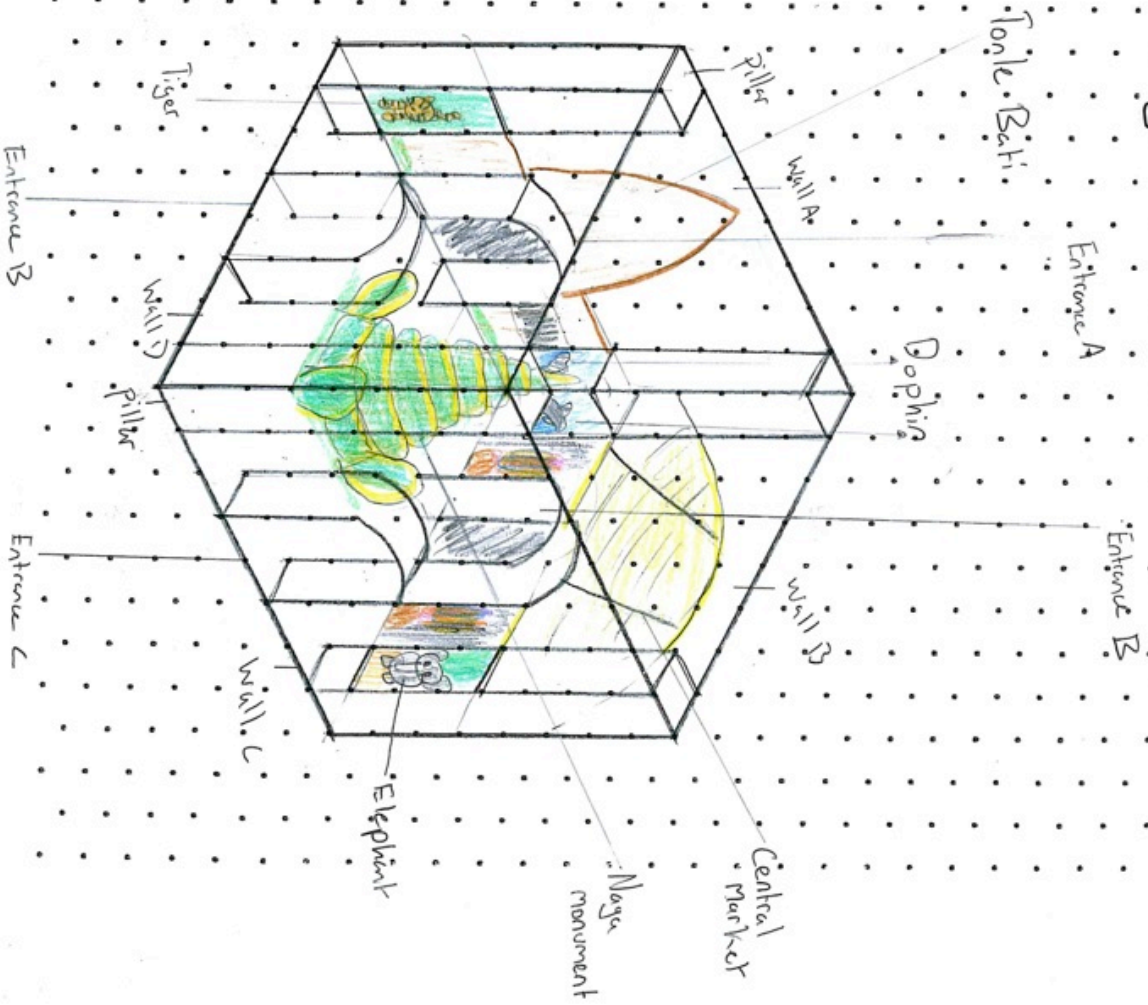 Tonle Bati
pillar
Wall A
Entrance A
Dophin
Entrance B
Wall B
Central
Market
Naga
monument
Elephant
Wall C
Entrance C
Pillar
Wall D
Entrance B
Tiger